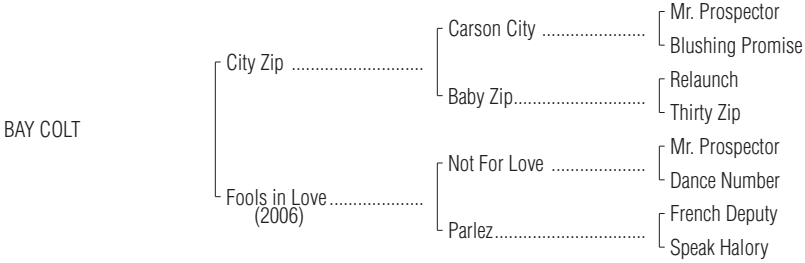 Mr. Prospector
Carson City ......................
Blushing Promise
City Zip ............................
Relaunch
Baby Zip............................
Thirty Zip
BAY COLT
Mr. Prospector
Not For Love ....................
Dance Number
Fools in Love....................
(2006)
French Deputy
Parlez................................
Speak Halory